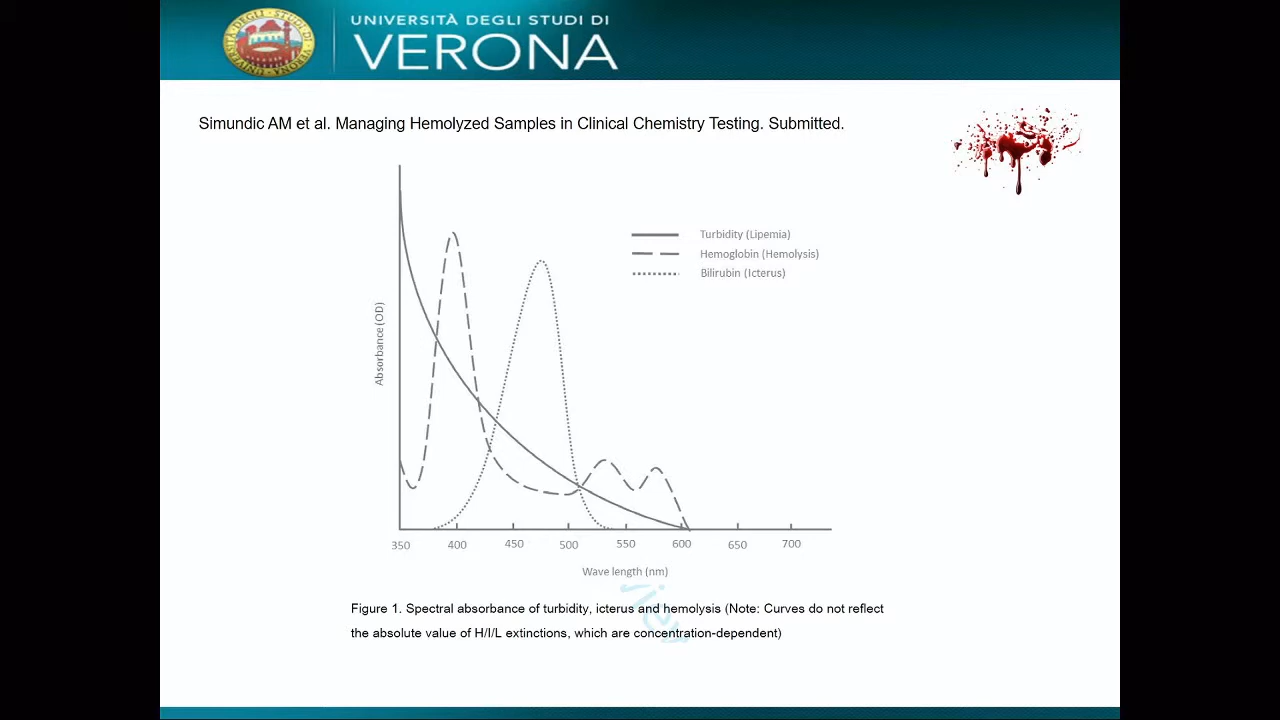 UNIVERSITÀ DEGLI STUDI DI
VERONA
Simundic AM et al. Managing Hemolyzed Samples in Clinical Chemistry Testing. Submitted.
Turbidity (Lipemia)
Hemoglobin (Hemolysis)
Bilirubin (Icterus)
Absorbance (OD)
350 400 450 500 550 600 650 700
Wave length (nm)
Figure 1. Spectral absorbance of turbidity, icterus and hemolysis (Note: Curves do not reflect
the absolute value of H/I/L extinctions, which are concentration-dependent)